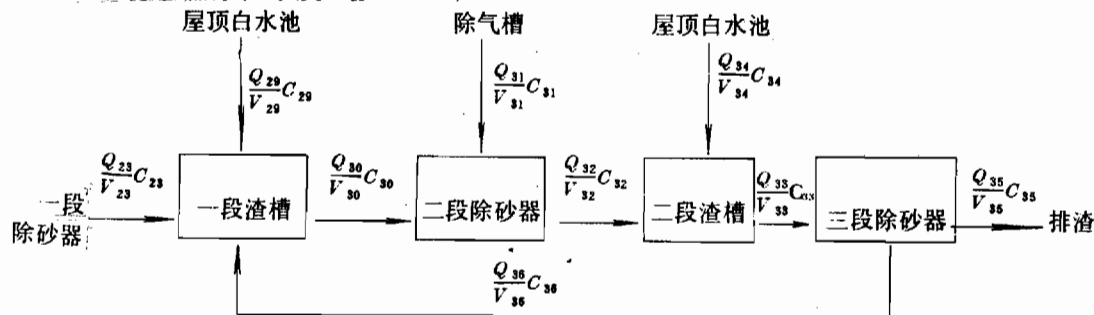 屋顶白水池
除气槽
屋顶白水池
Q₂₉/V₂₉ C₂₉
Q₃₁/V₃₁ C₃₁
Q₃₄/V₃₄ C₃₄
Q₂₃/V₂₃ C₂₃
Q₃₀/V₃₀ C₃₀
Q₃₂/V₃₂ C₃₂
Q₃₃/V₃₃ C₃₃
Q₃₅/V₃₅ C₃₅
一段
除砂器
一段渣槽
二段除砂器
二段渣槽
三段除砂器
排渣
Q₃₆/V₃₆ C₃₆